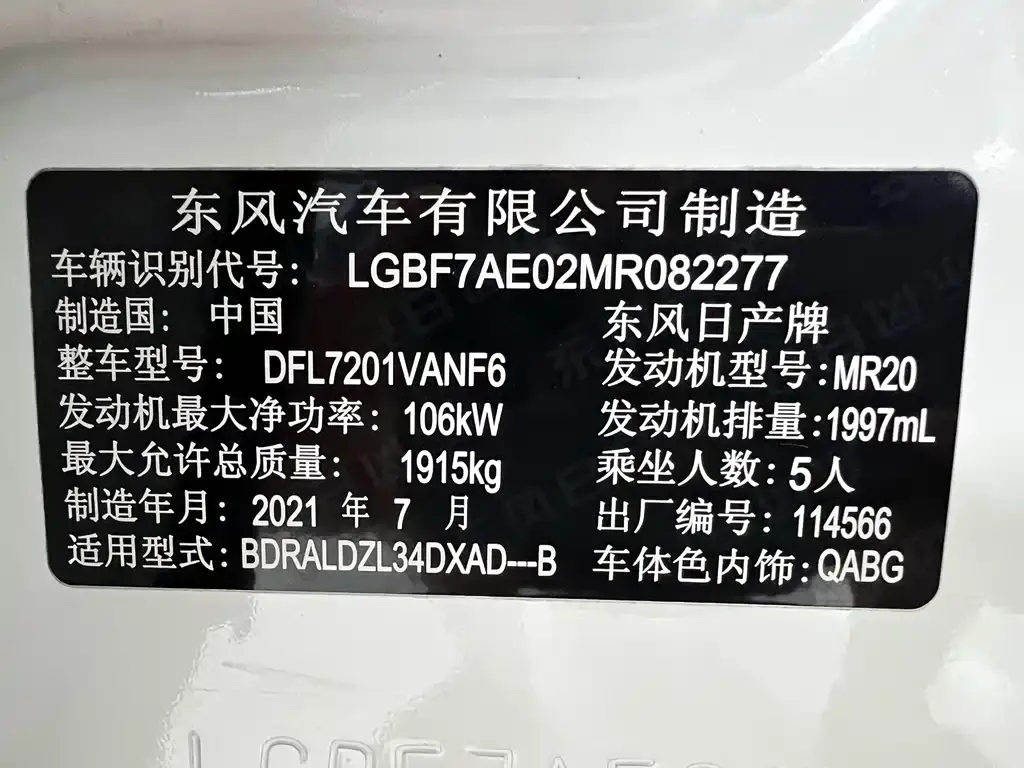 东风汽车有限公司制造
车辆识别代号: LGBF7AE02MR082277
制造国: 中国 东风日产牌
整车型号: DFL7201VANF6 发动机型号:MR20
发动机最大净功率: 106kW 发动机排量:1997mL
最大允许总质量: 1915kg 乘坐人数: 5人
制造年月: 2021 年 7 月 出厂编号: 114566
适用型式: BDRALDZL34DXAD---B 车体色内饰:QABG